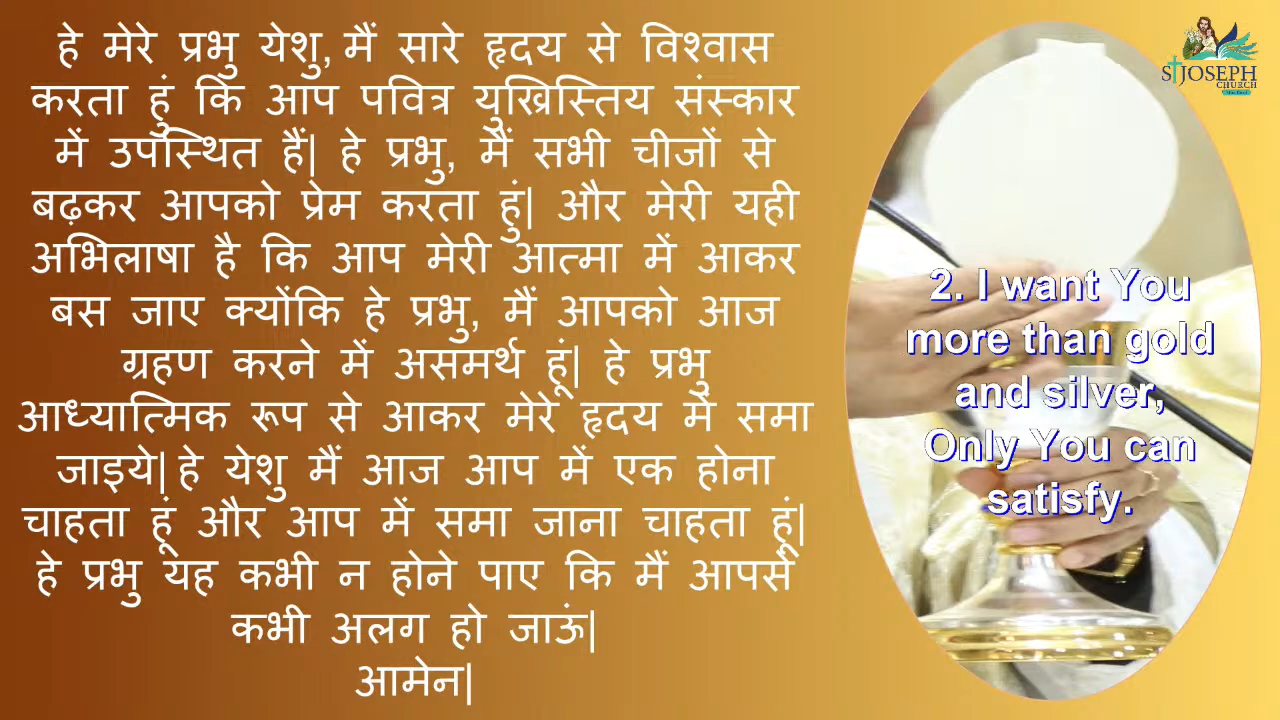 हे मेरे प्रभु येशु, मैं सारे हृदय से विश्वास
करता हुं कि आप पवित्र युख्रिस्तिय संस्कार
में उपस्थित हैं| हे प्रभु, मैं सभी चीजों से
बढ़कर आपको प्रेम करता हुं| और मेरी यही
अभिलाषा है कि आप मेरी आत्मा में आकर
बस जाए क्योंकि हे प्रभु, मैं आपको आज
ग्रहण करने में असमर्थ हूं| हे प्रभु
आध्यात्मिक रूप से आकर मेरे हृदय में समा
जाइये| हे येशु मैं आज आप में एक होना
चाहता हूं और आप में समा जाना चाहता हूं|
हे प्रभु यह कभी न होने पाए कि मैं आपसे
कभी अलग हो जाऊं|
आमेन|
2. I want You
more than gold
and silver,
Only You can
satisfy.
ST JOSEPH
CHURCH